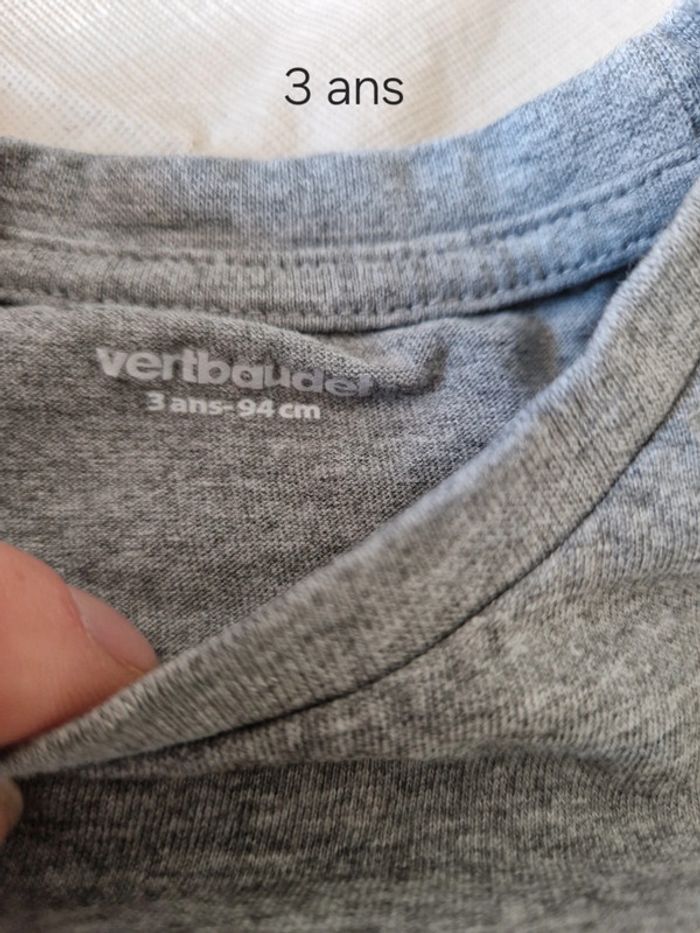 3 ans
vertbaudet
3 ans-94 cm